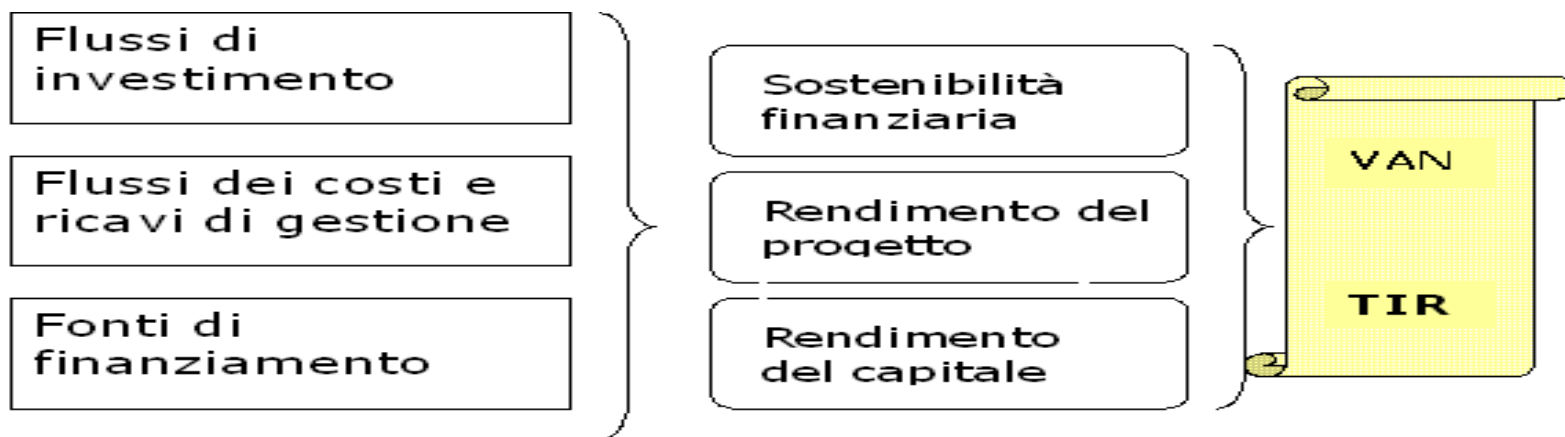 Flussi di
investimento
Flussi dei costi e
ricavi di gestione
Fonti di
finanziamento
Sostenibilità
finanziaria
Rendimento del
progetto
Rendimento
del capitale
VAN
TIR